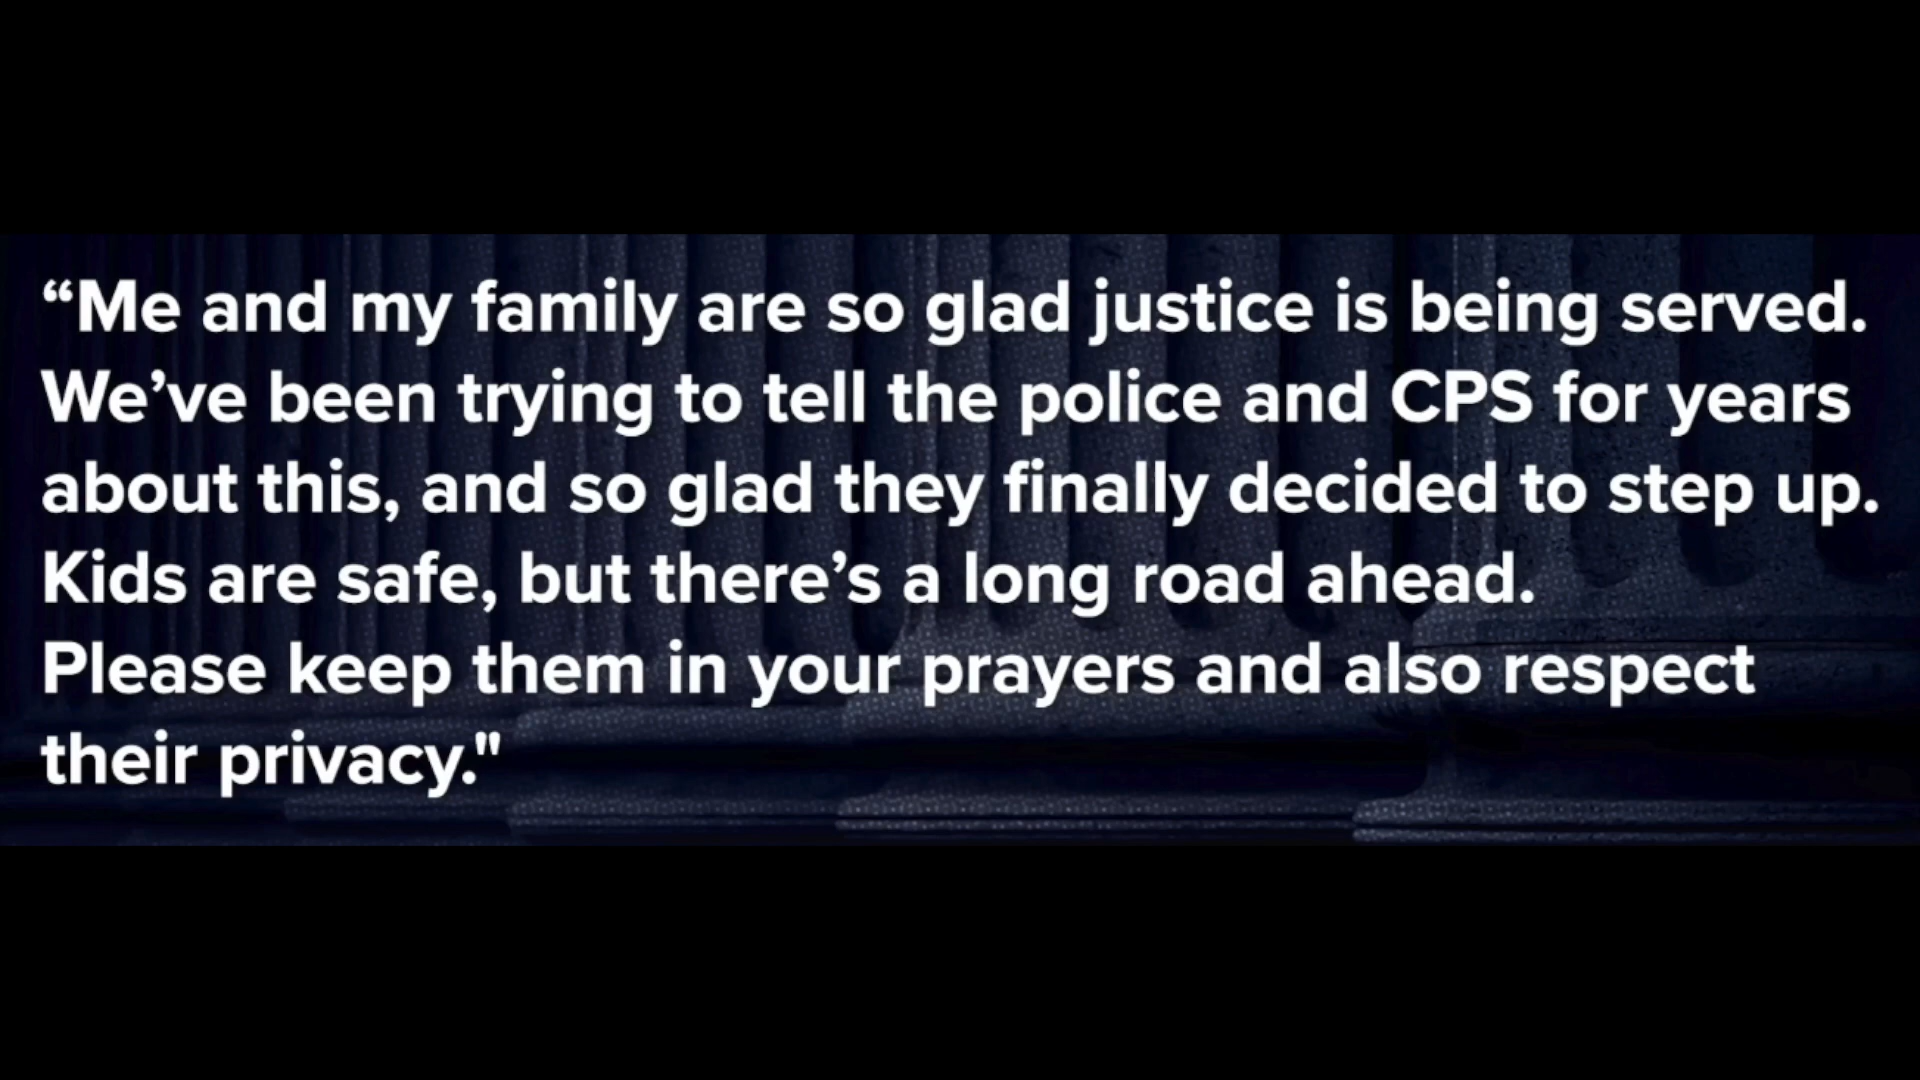 “Me and my family are so glad justice is being served.
We’ve been trying to tell the police and CPS for years
about this, and so glad they finally decided to step up.
Kids are safe, but there’s a long road ahead.
Please keep them in your prayers and also respect
their privacy."